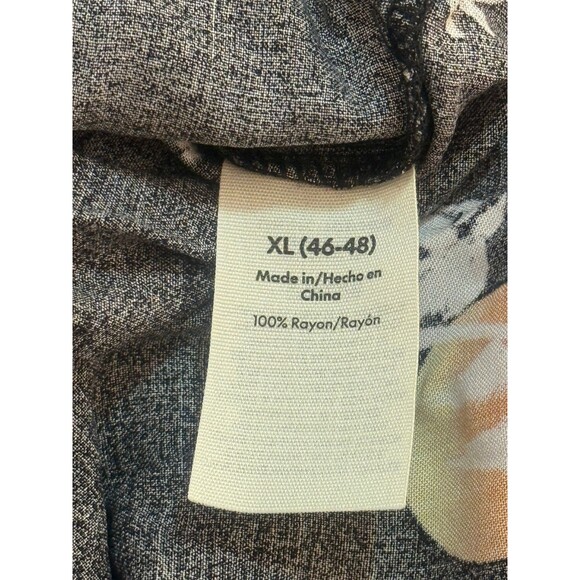 XL (46-48)
Made in/Hecho en
China
100% Rayon/Rayón